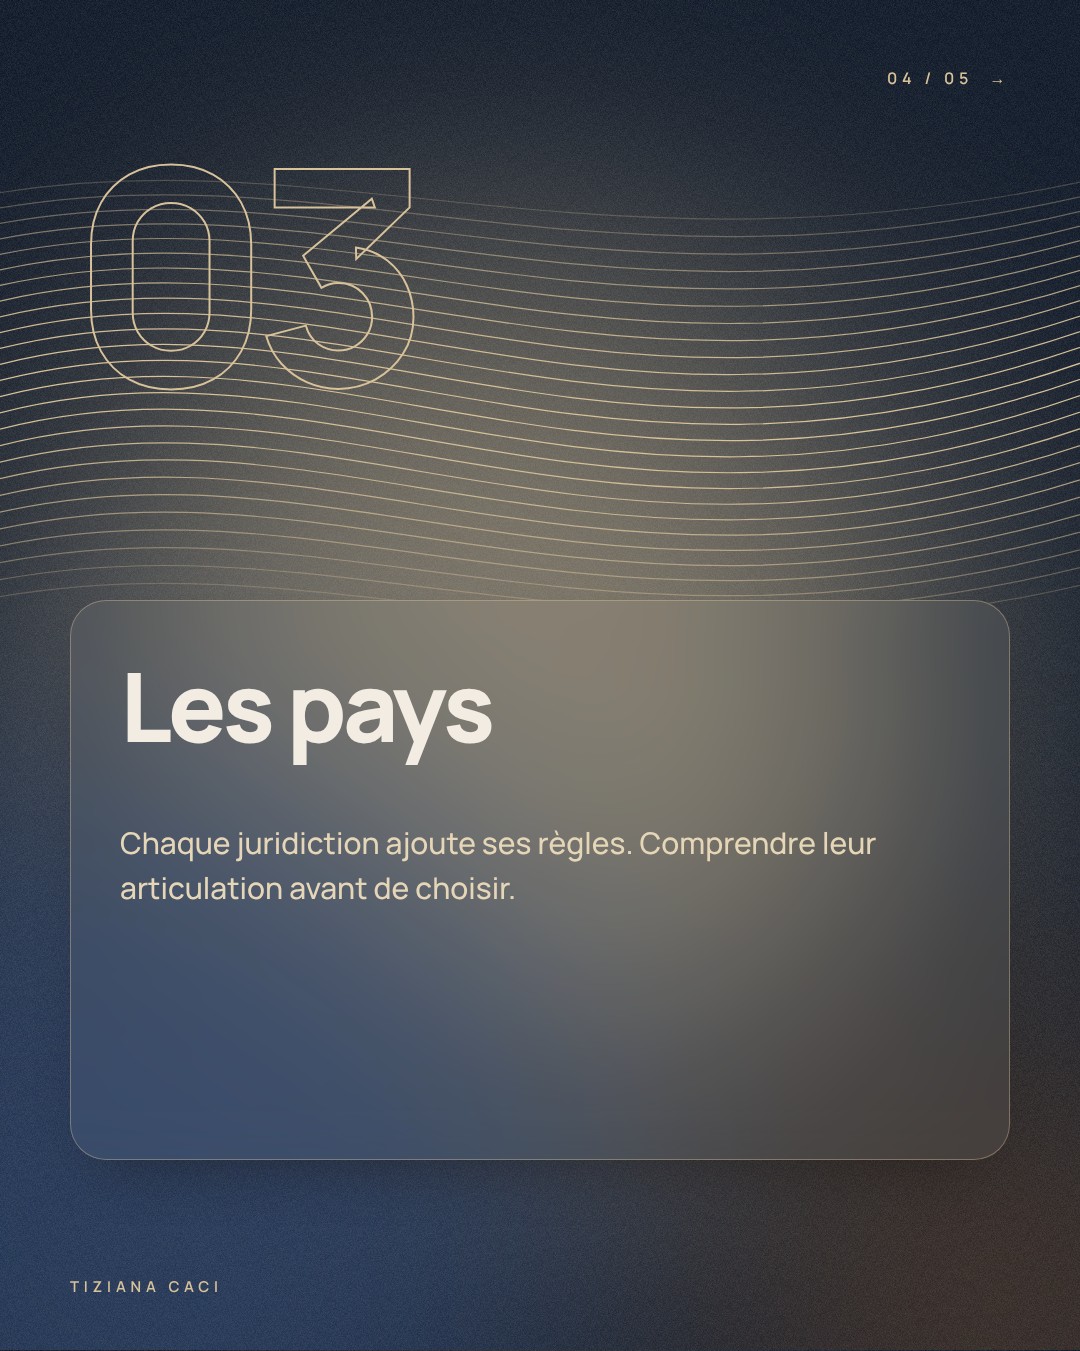 04 / 05 →
03
Les pays
Chaque juridiction ajoute ses règles. Comprendre leur
articulation avant de choisir.
TIZIANA CACI